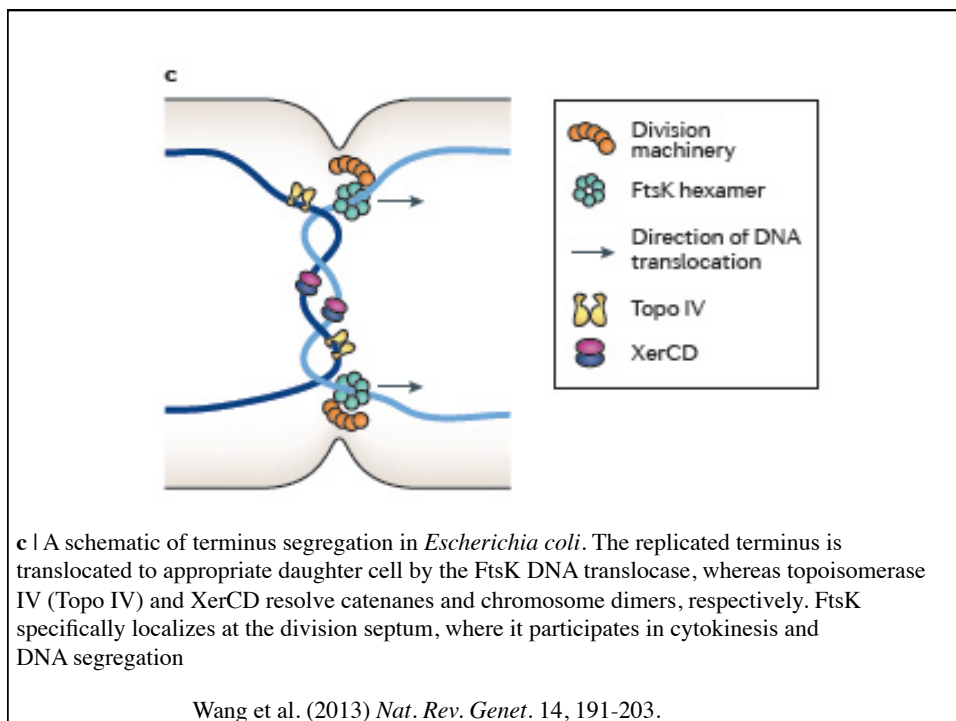 c
Division
machinery
FtsK hexamer
Direction of DNA
translocation
Topo IV
XerCD
c | A schematic of terminus segregation in Escherichia coli. The replicated terminus is
translocated to appropriate daughter cell by the FtsK DNA translocase, whereas topoisomerase
IV (Topo IV) and XerCD resolve catenanes and chromosome dimers, respectively. FtsK
specifically localizes at the division septum, where it participates in cytokinesis and
DNA segregation
Wang et al. (2013) Nat. Rev. Genet. 14, 191-203.